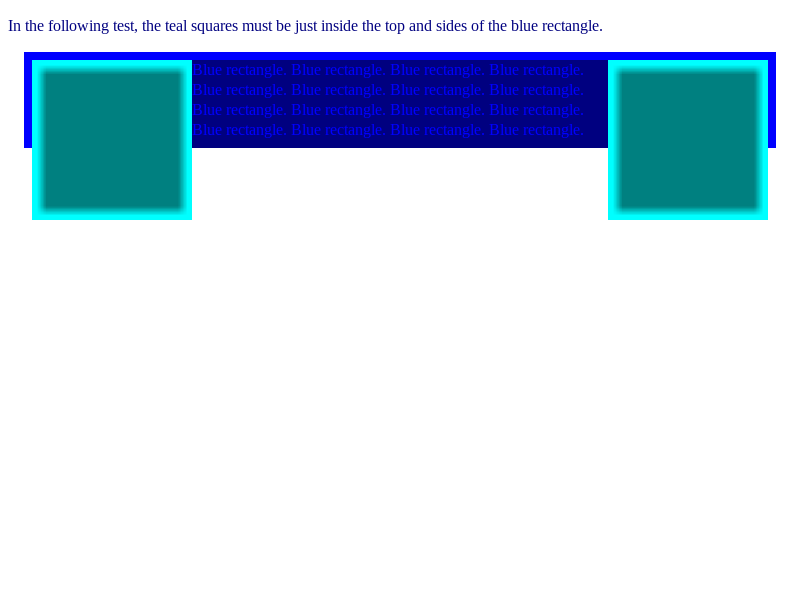 In the following test, the teal squares must be just inside the top and sides of the blue rectangle.
Blue rectangle. Blue rectangle. Blue rectangle. Blue rectangle.
Blue rectangle. Blue rectangle. Blue rectangle. Blue rectangle.
Blue rectangle. Blue rectangle. Blue rectangle. Blue rectangle.
Blue rectangle. Blue rectangle. Blue rectangle. Blue rectangle.